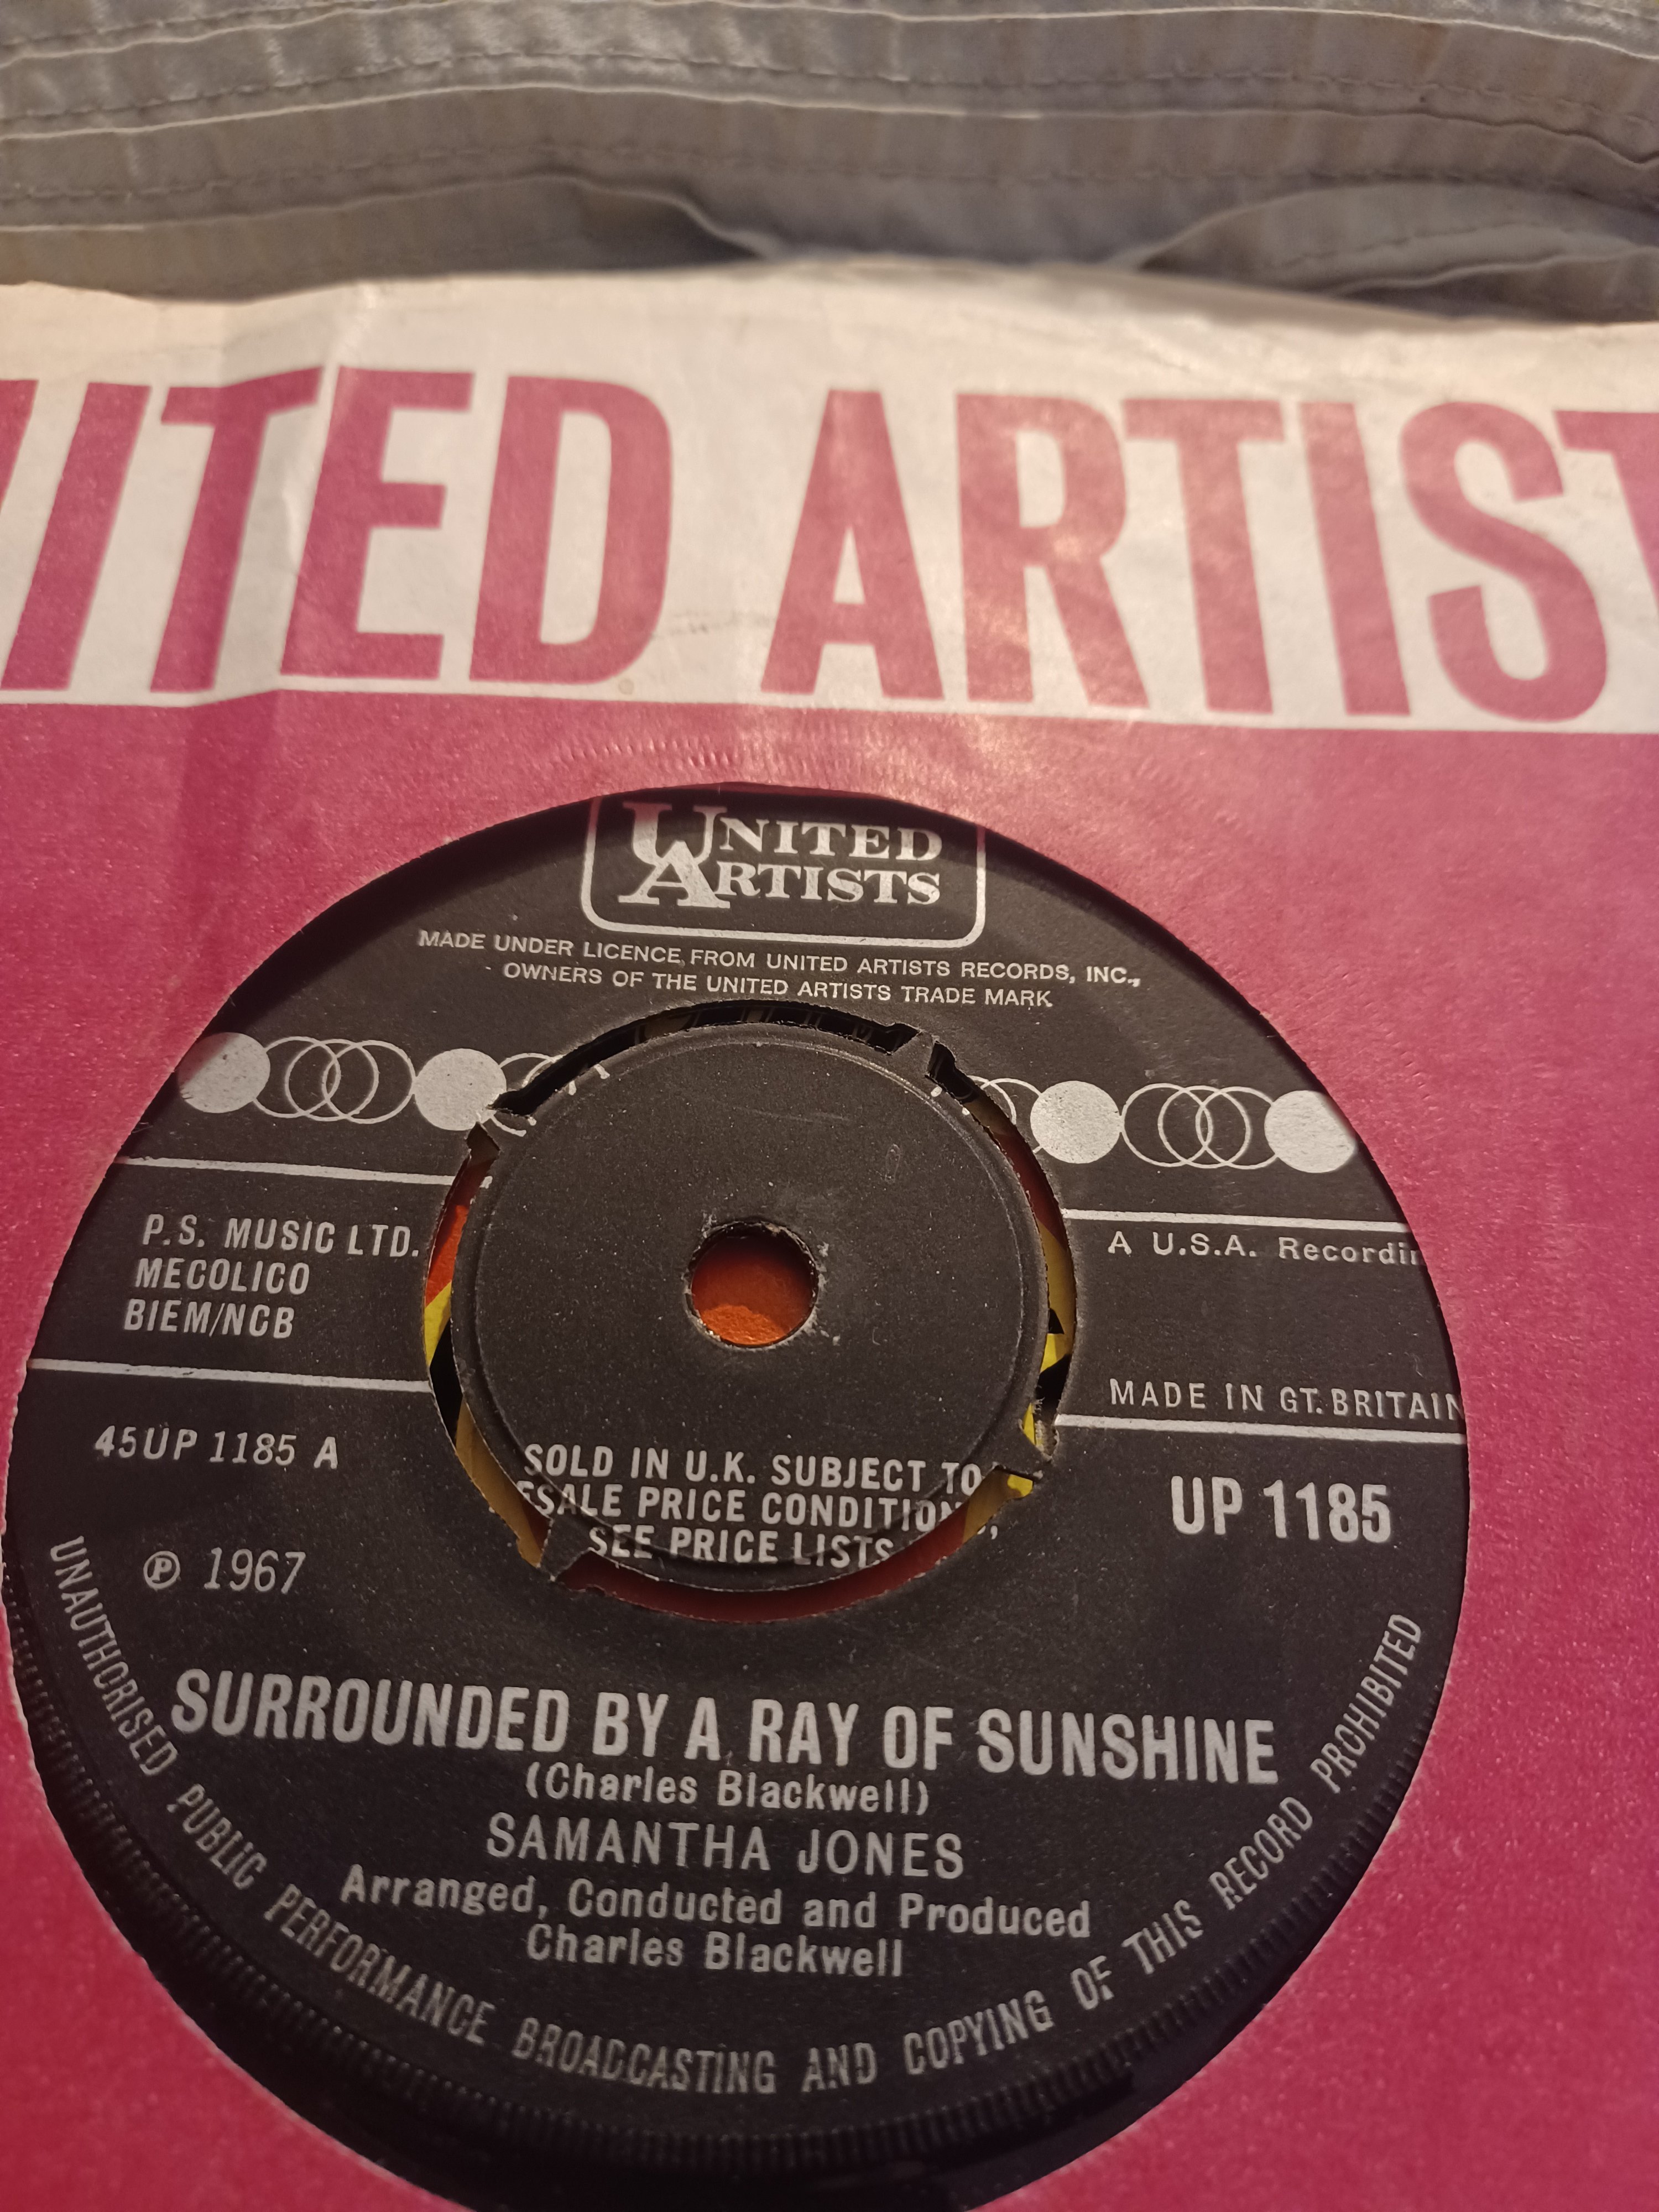 ITED ARTIS
UNITED
ARTISTS
MADE UNDER LICENCE FROM UNITED ARTISTS RECORDS, INC.,
OWNERS OF THE UNITED ARTISTS TRADE MARK
P.S. MUSIC LTD.
MECOLICO
BIEM/NCB
A U.S.A. Recordin
MADE IN GT. BRITAIN
45UP 1185 A
SOLD IN U.K. SUBJECT TO
ESALE PRICE CONDITIONS,
SEE PRICE LISTS
UP 1185
℗ 1967
SURROUNDED BY A RAY OF SUNSHINE
(Charles Blackwell)
SAMANTHA JONES
Arranged, Conducted and Produced
Charles Blackwell
UNAUTHORISED PUBLIC PERFORMANCE BROADCASTING AND COPYING OF THIS RECORD PROHIBITED